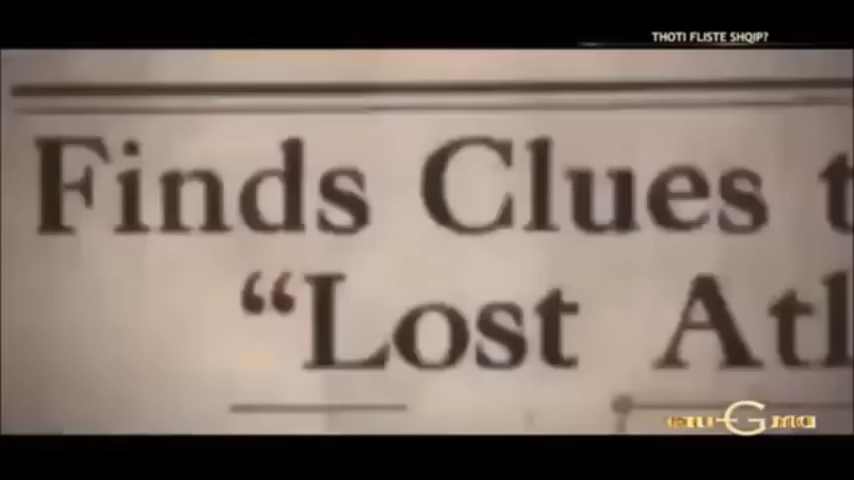 THOTI FLISTE SHQIP?
Finds Clues t
“Lost Atl